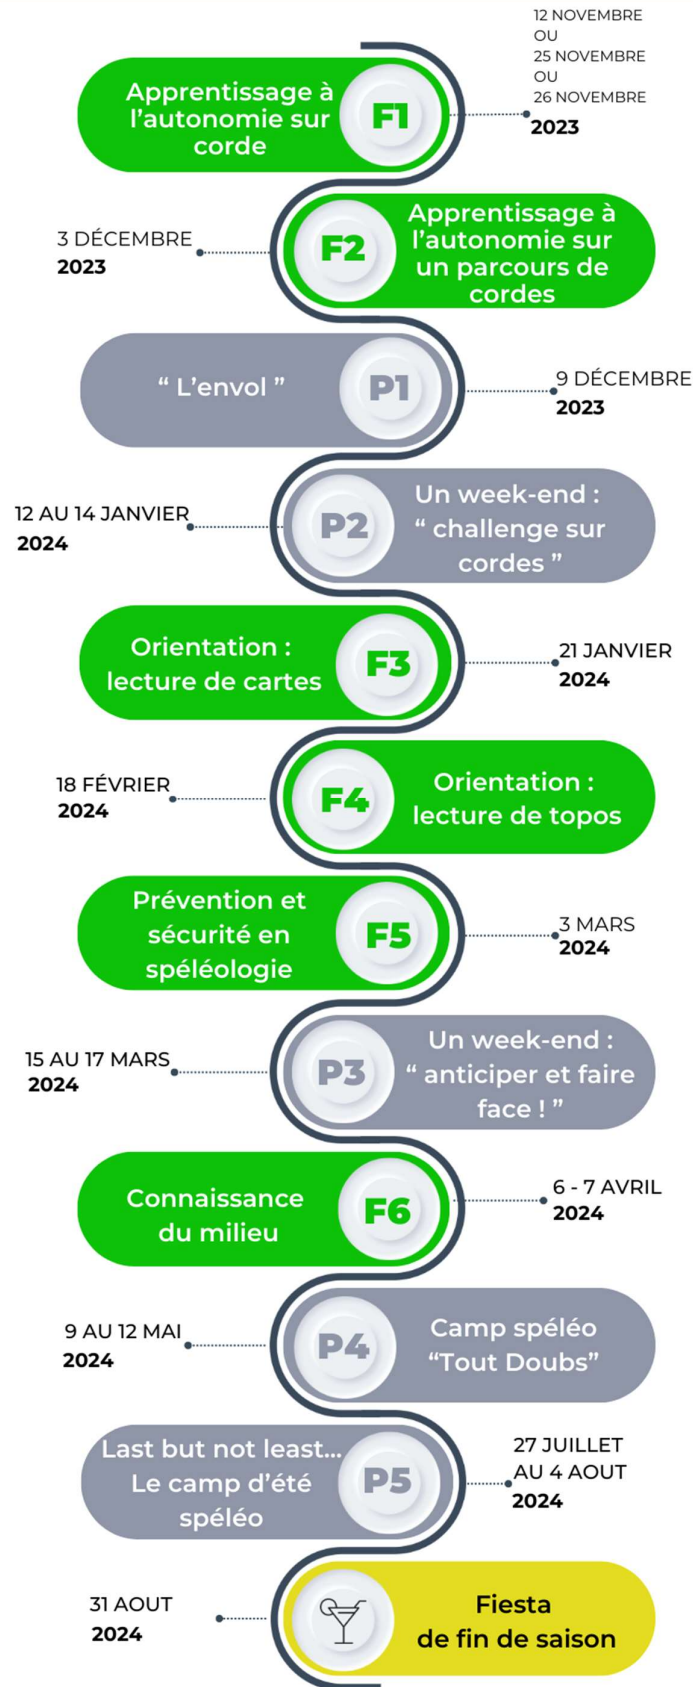 12 NOVEMBRE
OU
25 NOVEMBRE
OU
26 NOVEMBRE
2023
Apprentissage à
l'autonomie sur
corde
F1
3 DÉCEMBRE
2023
F2
Apprentissage à
l'autonomie sur
un parcours de
cordes
“ L'envol ”
P1
9 DÉCEMBRE
2023
12 AU 14 JANVIER
2024
P2
Un week-end :
“ challenge sur
cordes ”
Orientation :
lecture de cartes
F3
21 JANVIER
2024
18 FÉVRIER
2024
F4
Orientation :
lecture de topos
Prévention et
sécurité en
spéléologie
F5
3 MARS
2024
15 AU 17 MARS
2024
P3
Un week-end :
“ anticiper et faire
face ! ”
Connaissance
du milieu
F6
6 - 7 AVRIL
2024
9 AU 12 MAI
2024
P4
Camp spéléo
“Tout Doubs”
Last but not least...
Le camp d'été
spéléo
P5
27 JUILLET
AU 4 AOUT
2024
31 AOUT
2024
Fiesta
de fin de saison